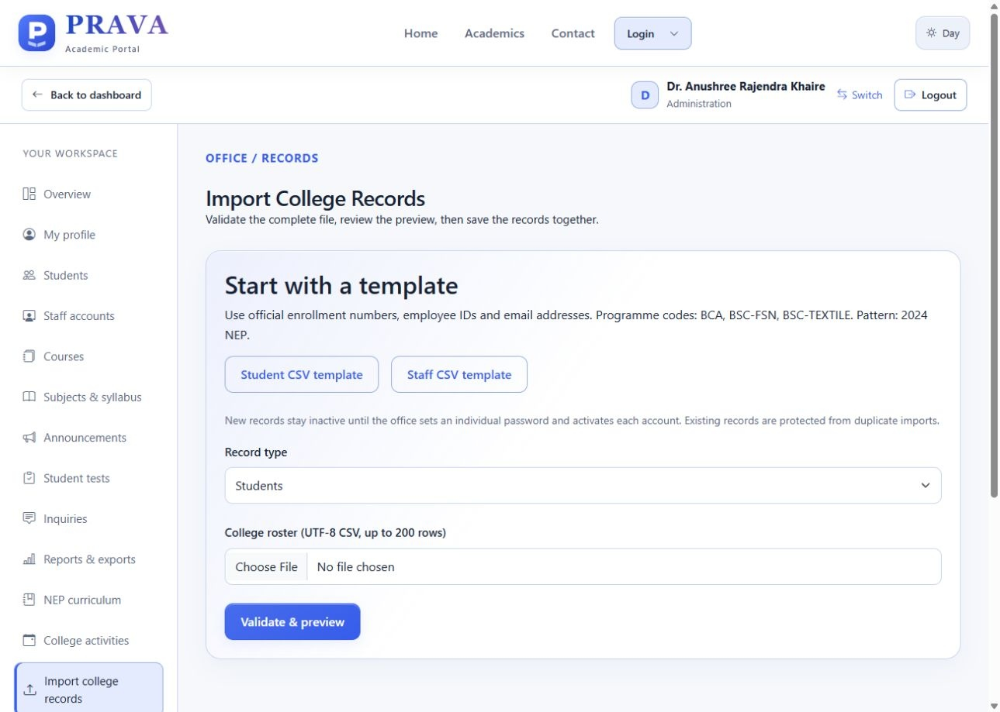 P
PRAVA
Academic Portal
Home
Academics
Contact
Login
Day
Back to dashboard
D
Dr. Anushree Rajendra Khaire
Administration
Switch
Logout
YOUR WORKSPACE
Overview
My profile
Students
Staff accounts
Courses
Subjects & syllabus
Announcements
Student tests
Inquiries
Reports & exports
NEP curriculum
College activities
Import college
records
OFFICE / RECORDS
Import College Records
Validate the complete file, review the preview, then save the records together.
Start with a template
Use official enrollment numbers, employee IDs and email addresses. Programme codes: BCA, BSC-FSN, BSC-TEXTILE. Pattern: 2024
NEP.
Student CSV template
Staff CSV template
New records stay inactive until the office sets an individual password and activates each account. Existing records are protected from duplicate imports.
Record type
Students
College roster (UTF-8 CSV, up to 200 rows)
Choose File
No file chosen
Validate & preview